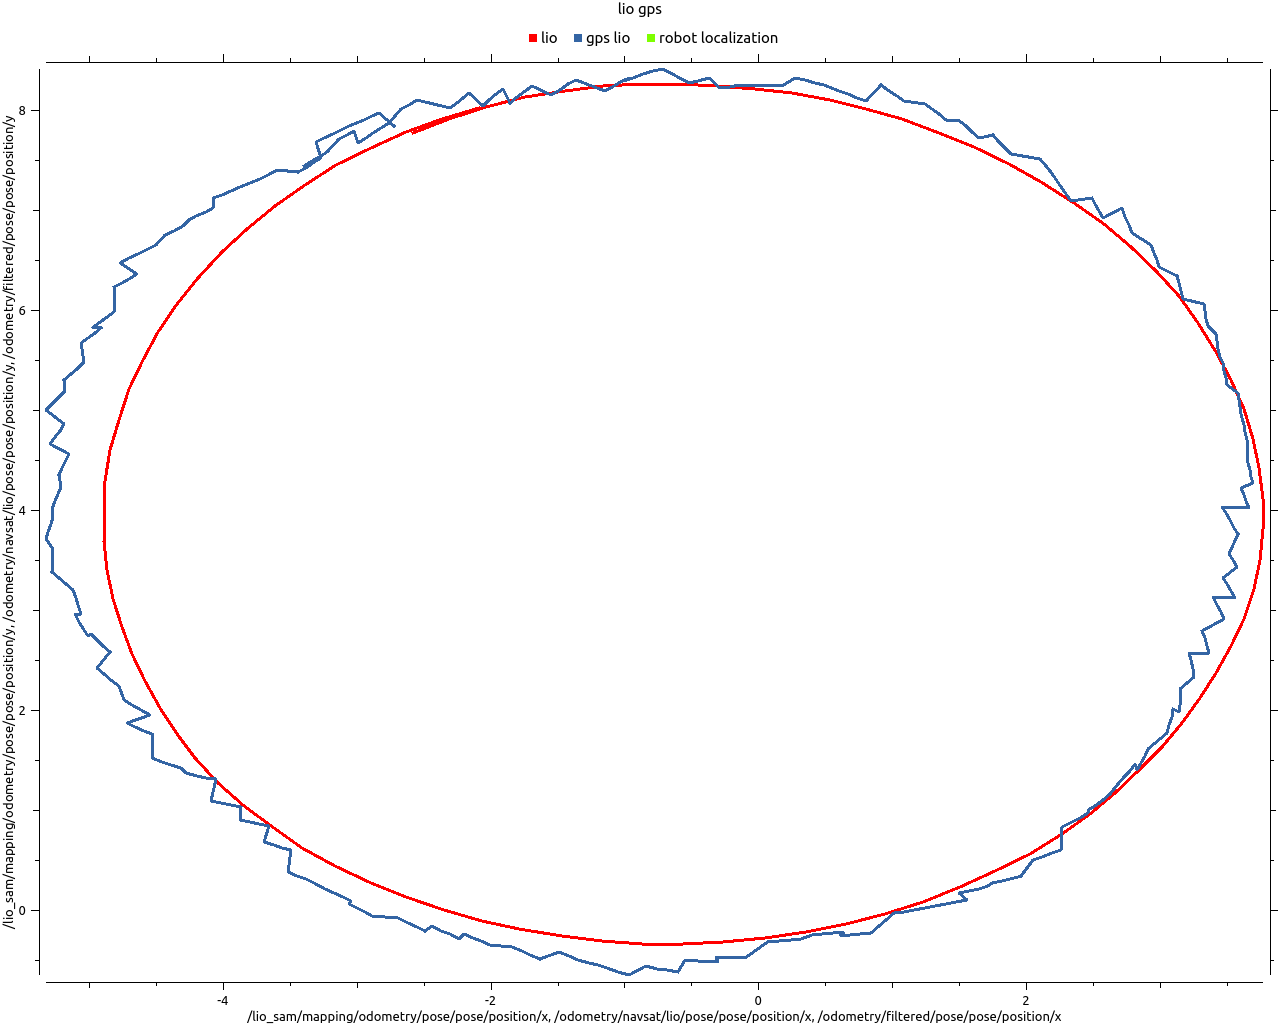 lio gps
lio gps lio robot localization
/lio_sam/mapping/odometry/pose/pose/position/y, /odometry/navsat/lio/pose/pose/position/y, /odometry/filtered/pose/pose/position/y
8
6
4
2
0
-4 -2 0 2
/lio_sam/mapping/odometry/pose/pose/position/x, /odometry/navsat/lio/pose/pose/position/x, /odometry/filtered/pose/pose/position/x